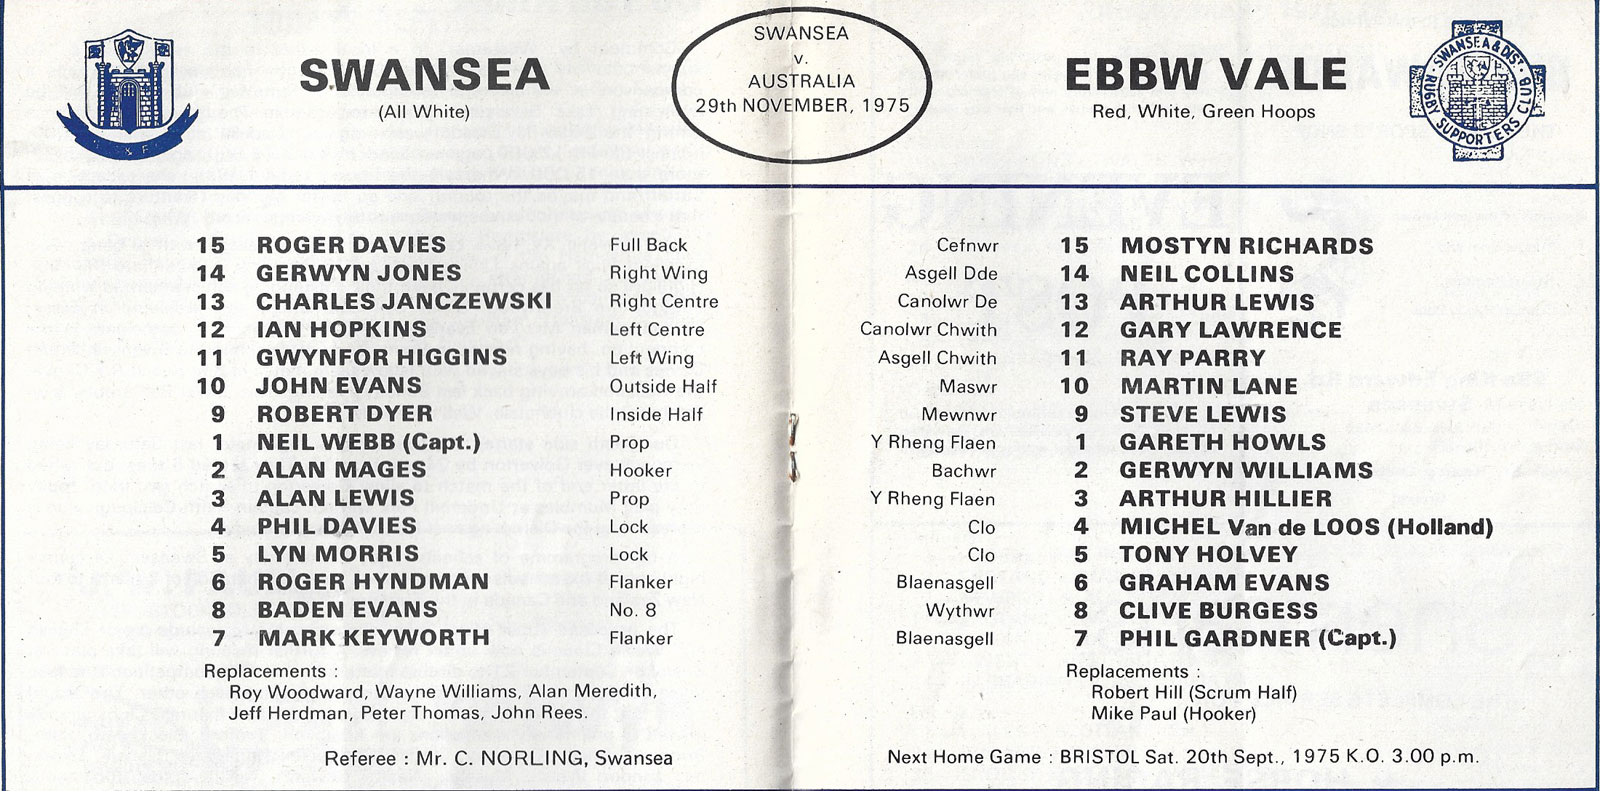 SWANSEA
(All White)
SWANSEA
v.
AUSTRALIA
29th NOVEMBER, 1975
EBBW VALE
Red, White, Green Hoops
SWANSEA & DIST.
RUGBY SUPPORTERS CLUB
15 ROGER DAVIES Full Back
14 GERWYN JONES Right Wing
13 CHARLES JANCZEWSKI Right Centre
12 IAN HOPKINS Left Centre
11 GWYNFOR HIGGINS Left Wing
10 JOHN EVANS Outside Half
9 ROBERT DYER Inside Half
1 NEIL WEBB (Capt.) Prop
2 ALAN MAGES Hooker
3 ALAN LEWIS Prop
4 PHIL DAVIES Lock
5 LYN MORRIS Lock
6 ROGER HYNDMAN Flanker
8 BADEN EVANS No. 8
7 MARK KEYWORTH Flanker
Replacements :
Roy Woodward, Wayne Williams, Alan Meredith,
Jeff Herdman, Peter Thomas, John Rees.
Referee : Mr. C. NORLING, Swansea
Cefnwr 15 MOSTYN RICHARDS
Asgell Dde 14 NEIL COLLINS
Canolwr De 13 ARTHUR LEWIS
Canolwr Chwith 12 GARY LAWRENCE
Asgell Chwith 11 RAY PARRY
Maswr 10 MARTIN LANE
Mewnwr 9 STEVE LEWIS
Y Rheng Flaen 1 GARETH HOWLS
Bachwr 2 GERWYN WILLIAMS
Y Rheng Flaen 3 ARTHUR HILLIER
Clo 4 MICHEL Van de LOOS (Holland)
Clo 5 TONY HOLVEY
Blaenasgell 6 GRAHAM EVANS
Wythwr 8 CLIVE BURGESS
Blaenasgell 7 PHIL GARDNER (Capt.)
Replacements :
Robert Hill (Scrum Half)
Mike Paul (Hooker)
Next Home Game : BRISTOL Sat. 20th Sept., 1975 K.O. 3.00 p.m.